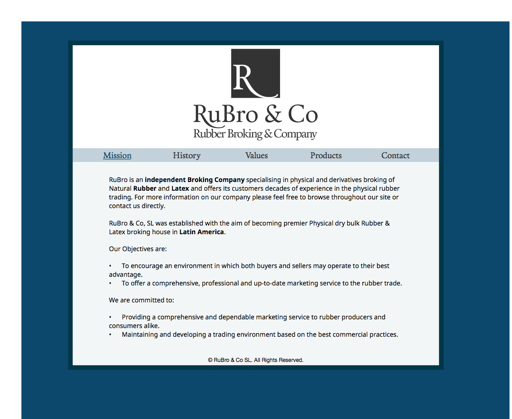 R
RuBro & Co
Rubber Broking & Company
Mission History Values Products Contact
RuBro is an independent Broking Company specialising in physical and derivatives broking of
Natural Rubber and Latex and offers its customers decades of experience in the physical rubber
trading. For more information on our company please feel free to browse throughout our site or
contact us directly.
RuBro & Co, SL was established with the aim of becoming premier Physical dry bulk Rubber &
Latex broking house in Latin America.
Our Objectives are:
• To encourage an environment in which both buyers and sellers may operate to their best
advantage.
• To offer a comprehensive, professional and up-to-date marketing service to the rubber trade.
We are committed to:
• Providing a comprehensive and dependable marketing service to rubber producers and
consumers alike.
• Maintaining and developing a trading environment based on the best commercial practices.
© RuBro & Co SL. All Rights Reserved.